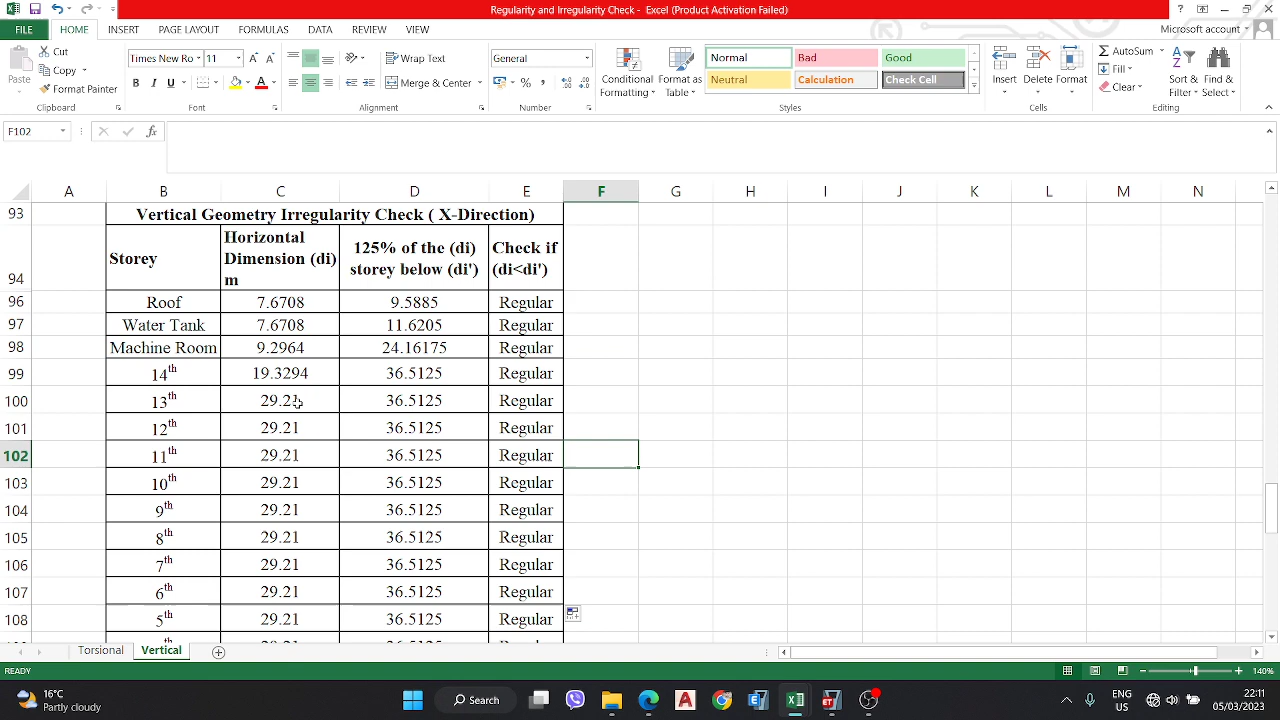 Regularity and Irregularity Check - Excel (Product Activation Failed)
FILE HOME INSERT PAGE LAYOUT FORMULAS DATA REVIEW VIEW Microsoft account
Paste Cut Copy Format Painter
Times New Ro 11
B I U A
Wrap Text
Merge & Center
General
Conditional Formatting
Format as Table
Normal Bad Good
Neutral Calculation Check Cell
Insert Delete Format
AutoSum
Fill
Clear
Sort & Filter
Find & Select
Clipboard Font Alignment Number Styles Cells Editing
F102 fx
A B C D E F G H I J K L M N
93 Vertical Geometry Irregularity Check ( X-Direction)
94 Storey Horizontal Dimension (di) m 125% of the (di) storey below (di') Check if (di<di')
96 Roof 7.6708 9.5885 Regular
97 Water Tank 7.6708 11.6205 Regular
98 Machine Room 9.2964 24.16175 Regular
99 14th 19.3294 36.5125 Regular
100 13th 29.21 36.5125 Regular
101 12th 29.21 36.5125 Regular
102 11th 29.21 36.5125 Regular
103 10th 29.21 36.5125 Regular
104 9th 29.21 36.5125 Regular
105 8th 29.21 36.5125 Regular
106 7th 29.21 36.5125 Regular
107 6th 29.21 36.5125 Regular
108 5th 29.21 36.5125 Regular
Torsional Vertical
READY 140%
16°C
Partly cloudy
Search
ENG
US
22:11
05/03/2023